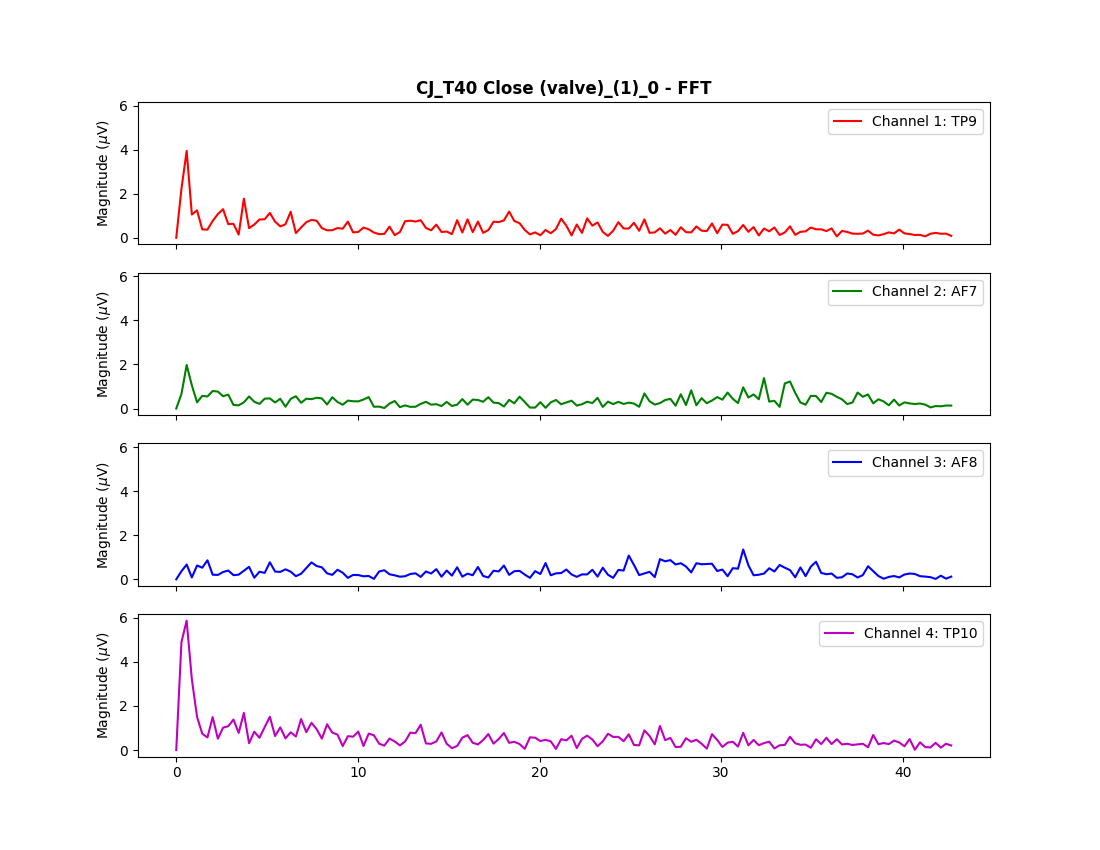 CJ_T40 Close (valve)_(1)_0 - FFT
6
4
2
0
Magnitude (μV)
Channel 1: TP9
6
4
2
0
Magnitude (μV)
Channel 2: AF7
6
4
2
0
Magnitude (μV)
Channel 3: AF8
6
4
2
0
Magnitude (μV)
Channel 4: TP10
0 10 20 30 40